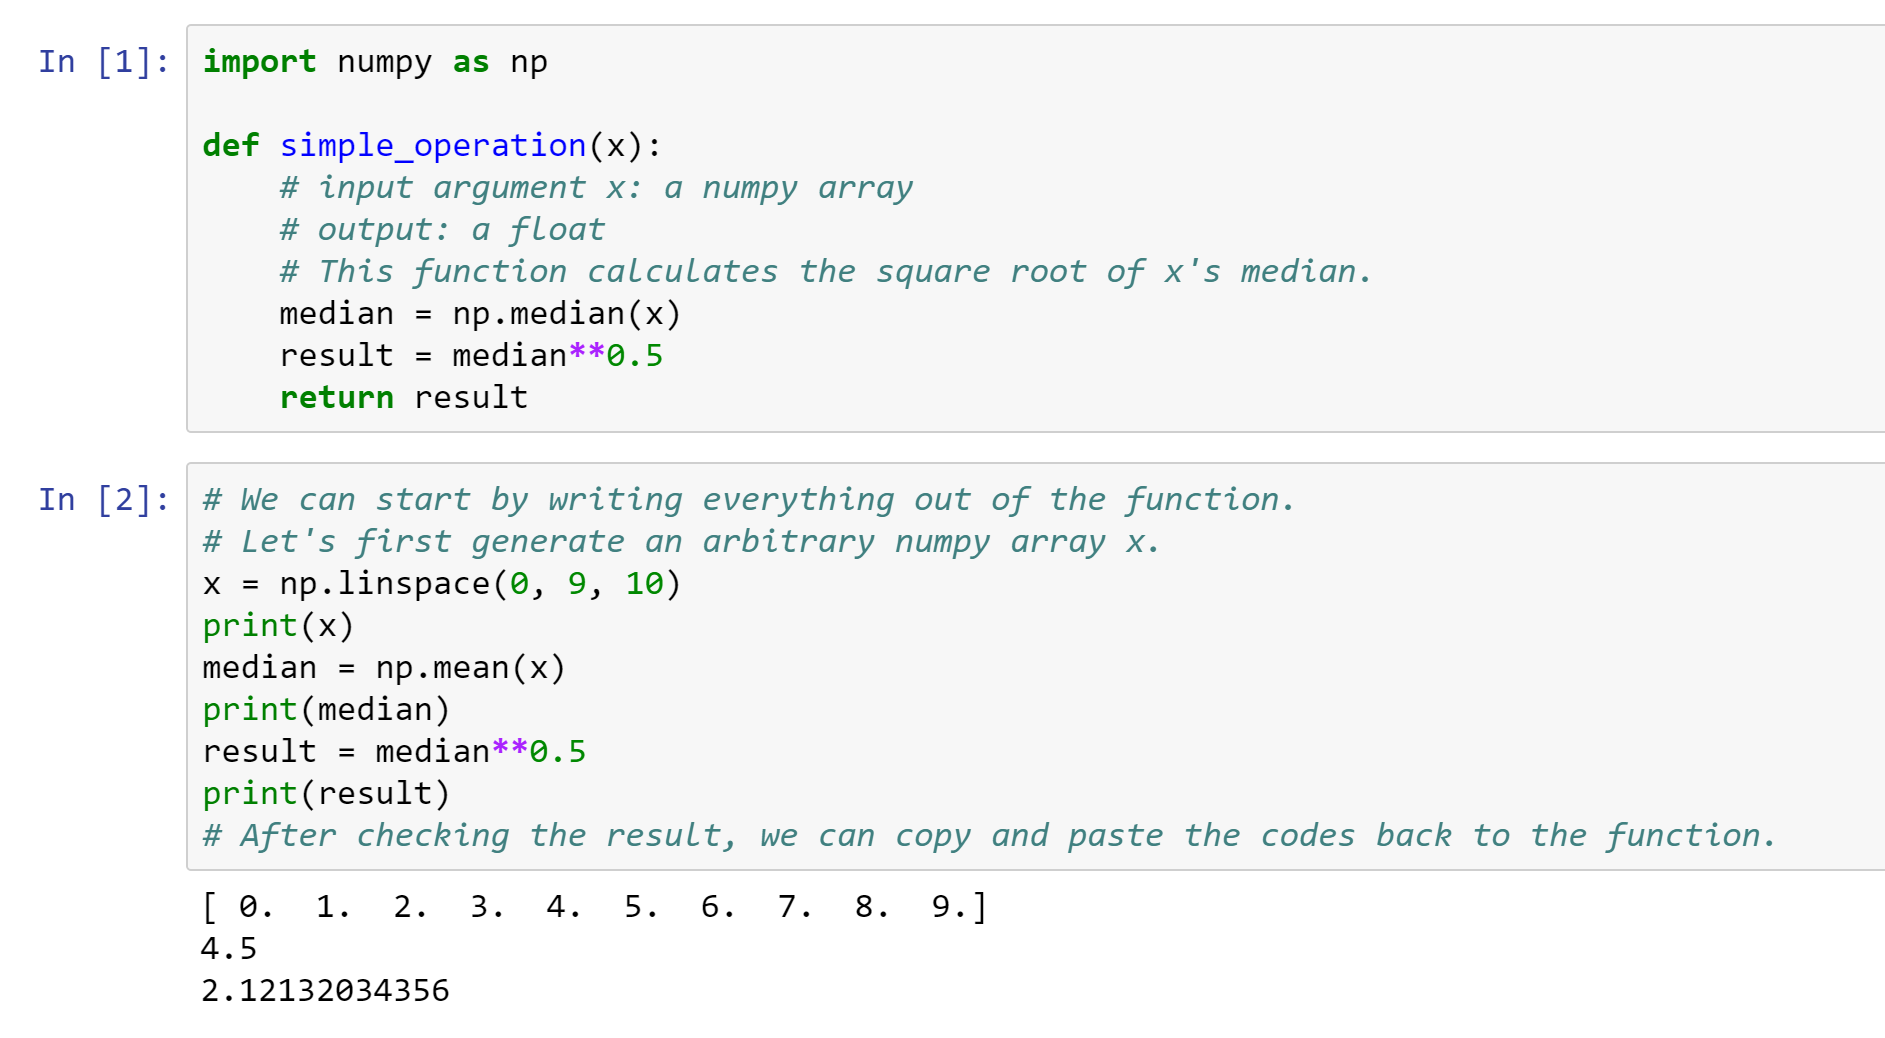 In [1]: import numpy as np

def simple_operation(x):
    # input argument x: a numpy array
    # output: a float
    # This function calculates the square root of x's median.
    median = np.median(x)
    result = median**0.5
    return result

In [2]: # We can start by writing everything out of the function.
# Let's first generate an arbitrary numpy array x.
x = np.linspace(0, 9, 10)
print(x)
median = np.mean(x)
print(median)
result = median**0.5
print(result)
# After checking the result, we can copy and paste the codes back to the function.

[ 0.  1.  2.  3.  4.  5.  6.  7.  8.  9.]
4.5
2.12132034356